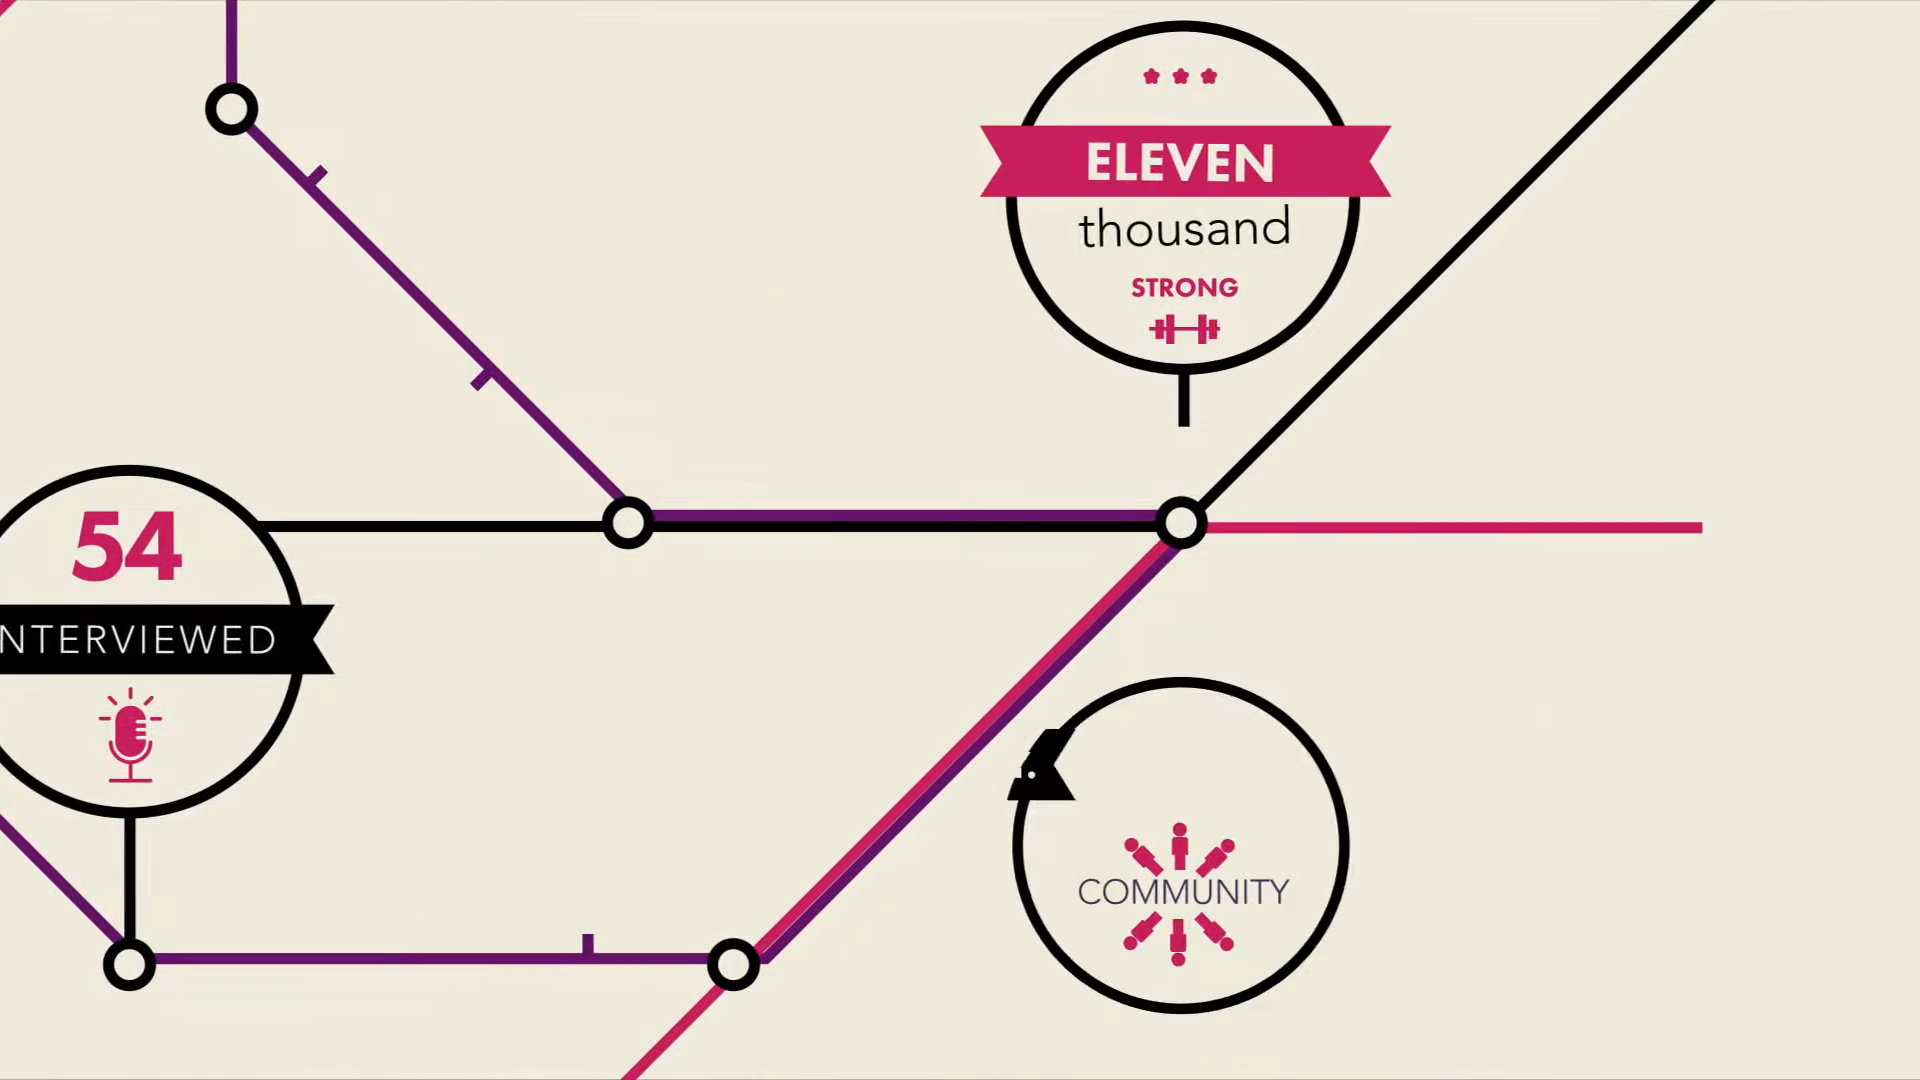 ELEVEN
thousand
STRONG
54
NTERVIEWED
COMMUNITY